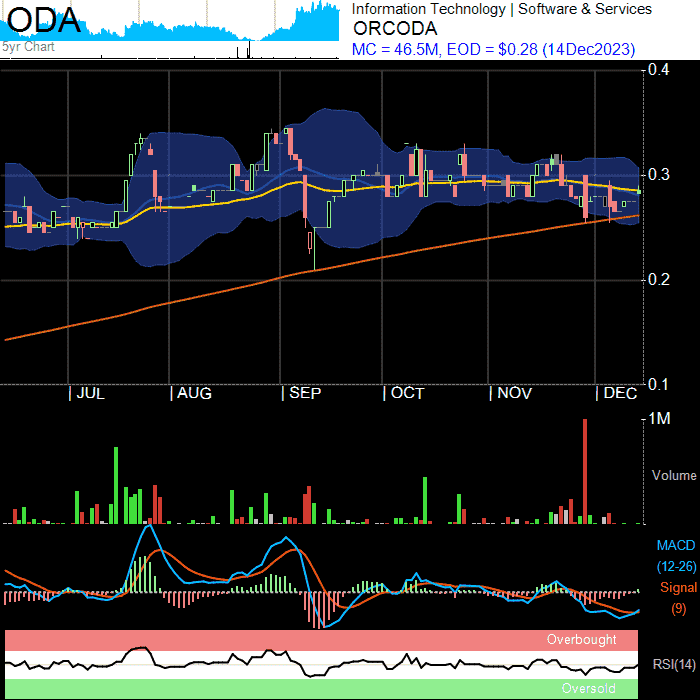 ODA
5yr Chart
Information Technology | Software & Services
ORCODA
MC = 46.5M, EOD = $0.28 (14Dec2023)
0.4
0.3
0.2
0.1
JUL
AUG
SEP
OCT
NOV
DEC
1M
Volume
MACD
(12-26)
Signal
(9)
Overbought
RSI(14)
Oversold